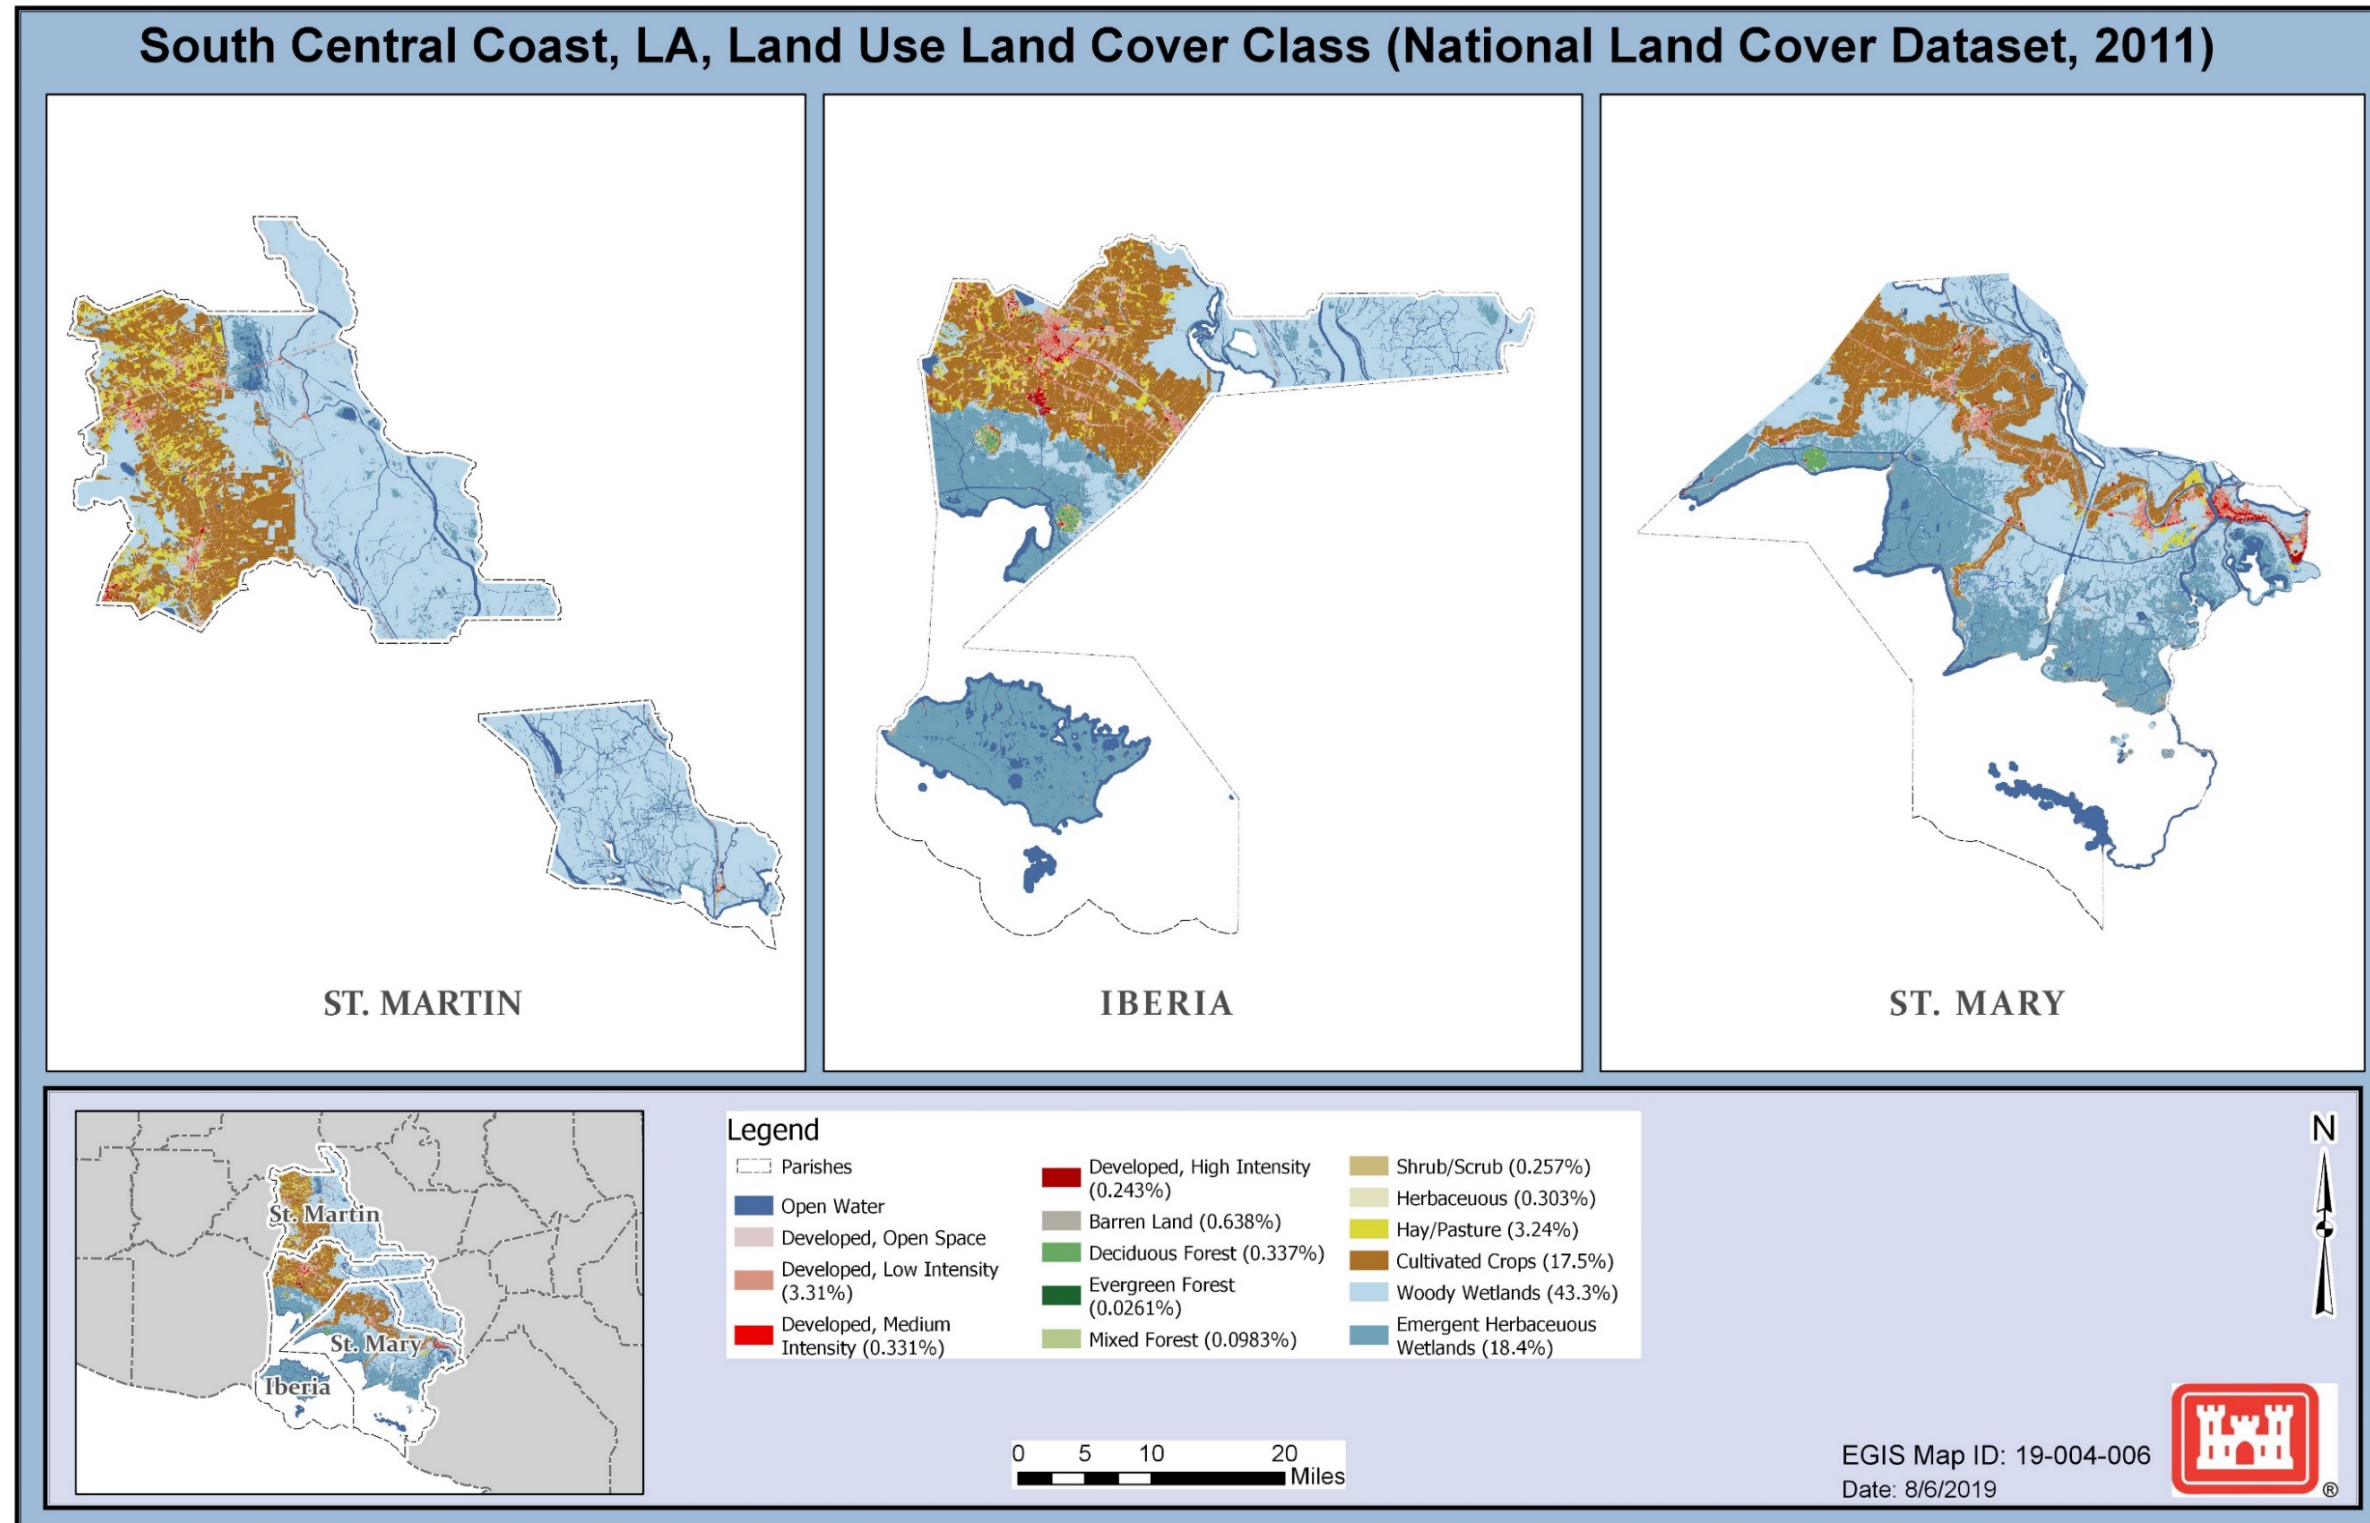 South Central Coast, LA, Land Use Land Cover Class (National Land Cover Dataset, 2011)
ST. MARTIN
IBERIA
ST. MARY
St. Martin
St. Mary
Iberia
Legend
Parishes
Open Water
Developed, Open Space
Developed, Low Intensity
(3.31%)
Developed, Medium
Intensity (0.331%)
Developed, High Intensity
(0.243%)
Barren Land (0.638%)
Deciduous Forest (0.337%)
Evergreen Forest
(0.0261%)
Mixed Forest (0.0983%)
Shrub/Scrub (0.257%)
Herbaceuous (0.303%)
Hay/Pasture (3.24%)
Cultivated Crops (17.5%)
Woody Wetlands (43.3%)
Emergent Herbaceuous
Wetlands (18.4%)
N
0 5 10 20
Miles
EGIS Map ID: 19-004-006
Date: 8/6/2019
®